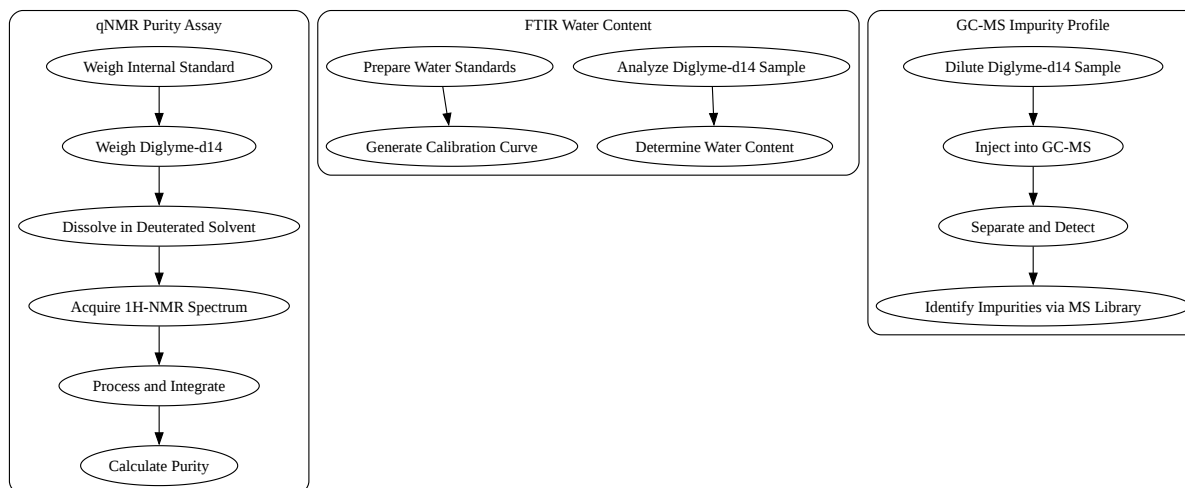 qNMR Purity Assay
Weigh Internal Standard
Weigh Diglyme-d14
Dissolve in Deuterated Solvent
Acquire 1H-NMR Spectrum
Process and Integrate
Calculate Purity
FTIR Water Content
Prepare Water Standards
Generate Calibration Curve
Analyze Diglyme-d14 Sample
Determine Water Content
GC-MS Impurity Profile
Dilute Diglyme-d14 Sample
Inject into GC-MS
Separate and Detect
Identify Impurities via MS Library